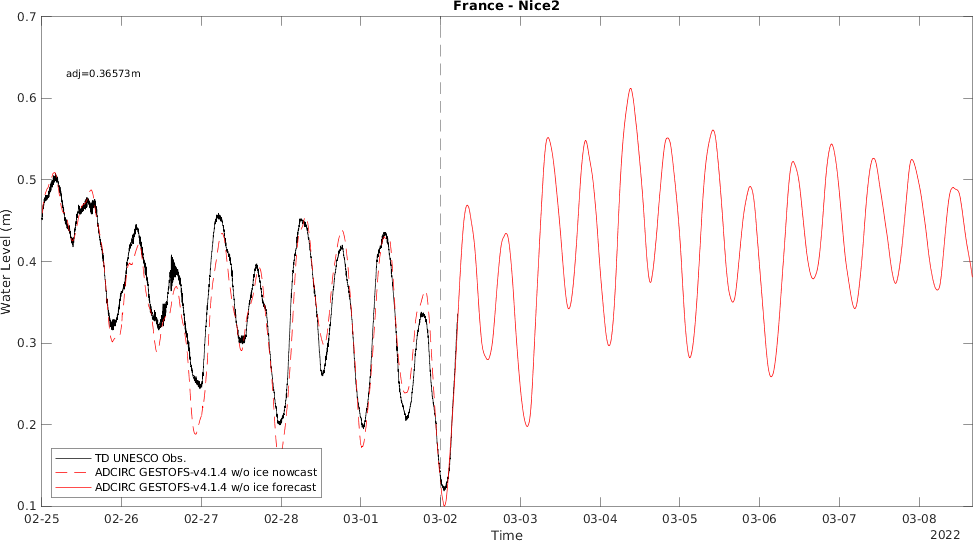 France - Nice2
adj=0.36573m
Water Level (m)
0.7
0.6
0.5
0.4
0.3
0.2
0.1
TD UNESCO Obs.
ADCIRC GESTOFS-v4.1.4 w/o ice nowcast
ADCIRC GESTOFS-v4.1.4 w/o ice forecast
02-25 02-26 02-27 02-28 03-01 03-02 03-03 03-04 03-05 03-06 03-07 03-08
Time
2022